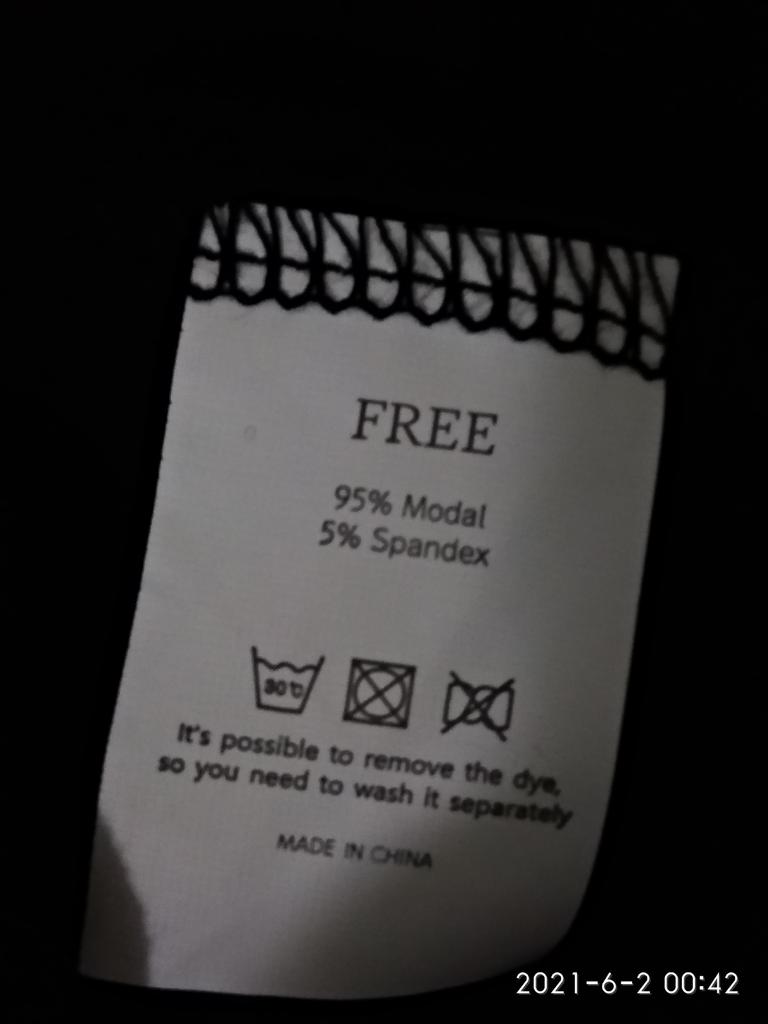 FREE
95% Modal
5% Spandex
30℃
It's possible to remove the dye,
so you need to wash it separately
MADE IN CHINA
2021-6-2 00:42